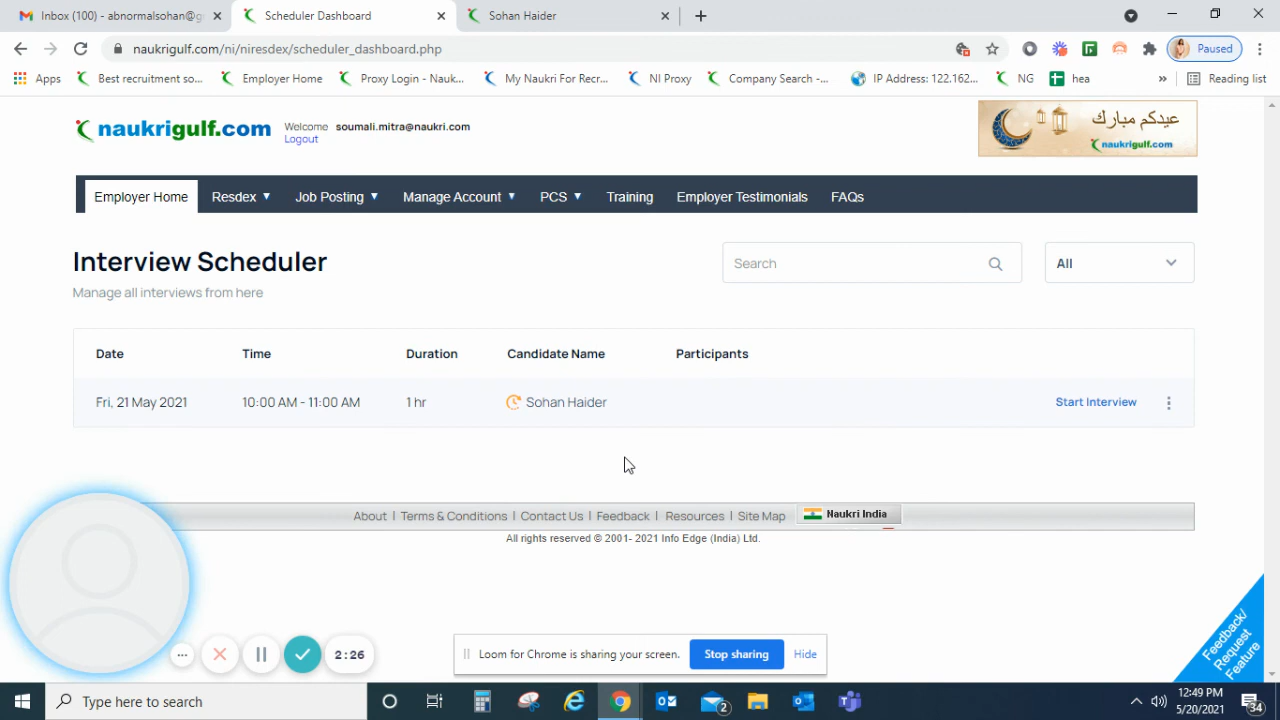 Inbox (100) - abnormalsohan@g
Scheduler Dashboard
Sohan Haider
naukrigulf.com/ni/niresdex/scheduler_dashboard.php
Paused
Apps
Best recruitment so...
Employer Home
Proxy Login - Nauk...
My Naukri For Recr...
NI Proxy
Company Search -...
IP Address: 122.162...
NG
hea
»
Reading list
naukrigulf.com
Welcome soumali.mitra@naukri.com
Logout
عيدكم مبارك
naukrigulf.com
Employer Home
Resdex
Job Posting
Manage Account
PCS
Training
Employer Testimonials
FAQs
Interview Scheduler
Manage all interviews from here
Search
All
Date Time Duration Candidate Name Participants
Fri, 21 May 2021 10:00 AM - 11:00 AM 1 hr Sohan Haider Start Interview
About | Terms & Conditions | Contact Us | Feedback | Resources | Site Map
Naukri India
All rights reserved © 2001- 2021 Info Edge (India) Ltd.
Feedback/
Request
Feature
2:26
Loom for Chrome is sharing your screen.
Stop sharing
Hide
Type here to search
2
12:49 PM
5/20/2021
34